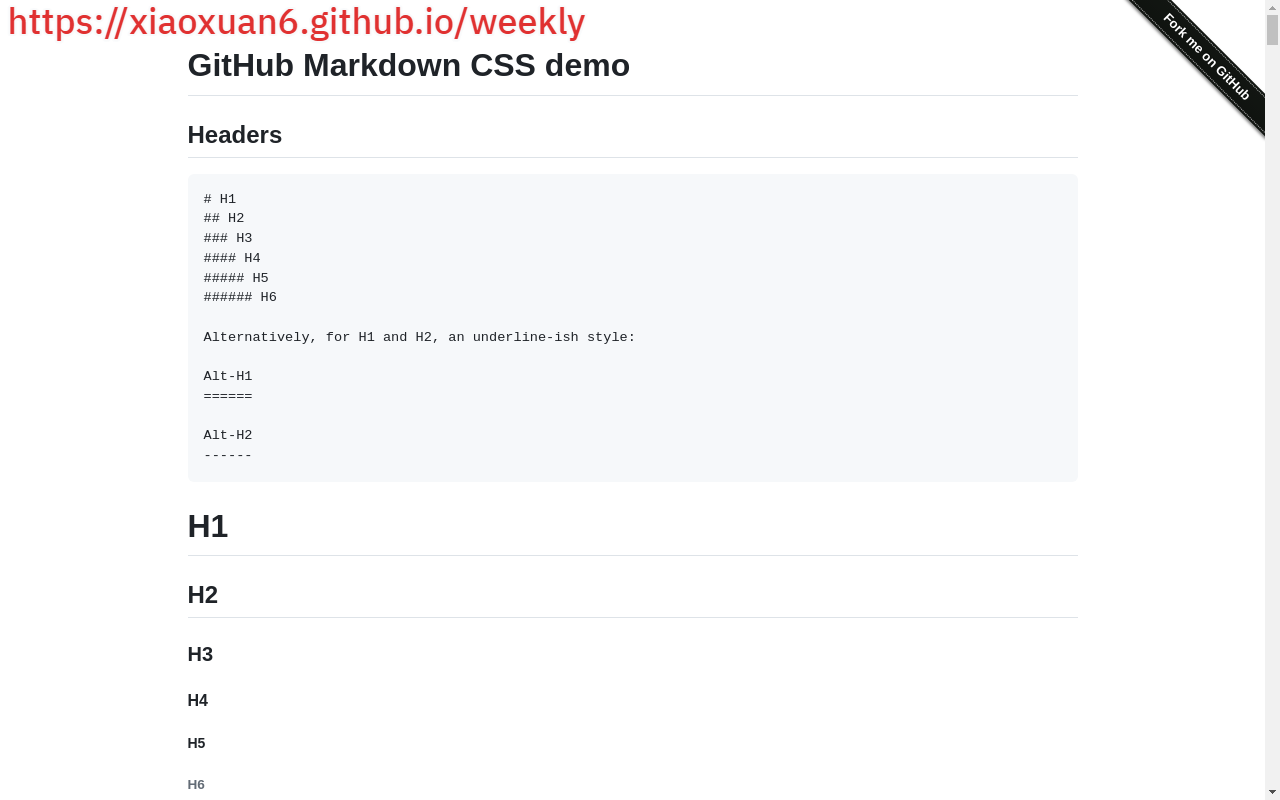 https://xiaoxuan6.github.io/weekly
Fork me on GitHub
GitHub Markdown CSS demo
Headers
# H1
## H2
### H3
#### H4
##### H5
###### H6
Alternatively, for H1 and H2, an underline-ish style:
Alt-H1
======
Alt-H2
------
H1
H2
H3
H4
H5
H6